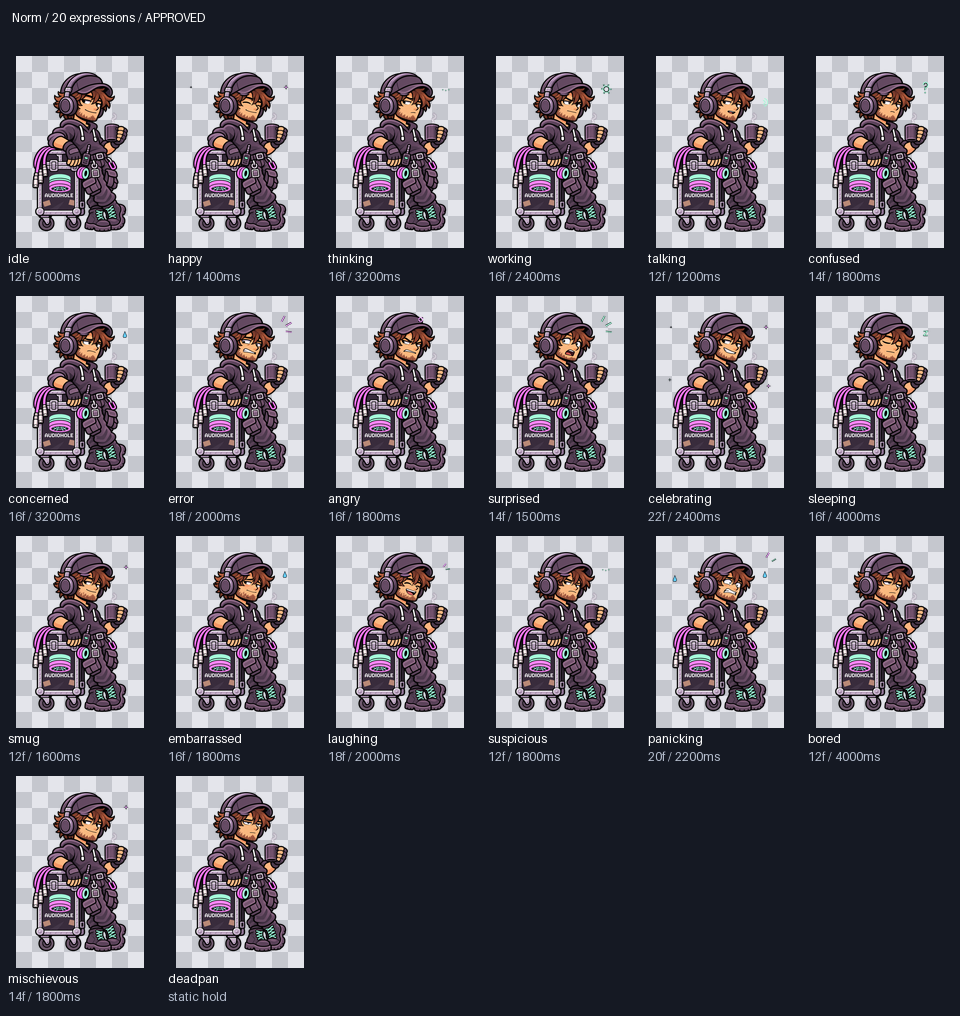 Norm / 20 expressions / APPROVED
AUDIOHOLE AUDIOHOLE AUDIOHOLE AUDIOHOLE AUDIOHOLE AUDIOHOLE
idle happy thinking working talking confused
12f / 5000ms 12f / 1400ms 16f / 3200ms 16f / 2400ms 12f / 1200ms 14f / 1800ms
AUDIOHOLE AUDIOHOLE AUDIOHOLE AUDIOHOLE AUDIOHOLE AUDIOHOLE
concerned error angry surprised celebrating sleeping
16f / 3200ms 18f / 2000ms 16f / 1800ms 14f / 1500ms 22f / 2400ms 16f / 4000ms
AUDIOHOLE AUDIOHOLE AUDIOHOLE AUDIOHOLE AUDIOHOLE AUDIOHOLE
smug embarrassed laughing suspicious panicking bored
12f / 1600ms 16f / 1800ms 18f / 2000ms 12f / 1800ms 20f / 2200ms 12f / 4000ms
AUDIOHOLE AUDIOHOLE
mischievous deadpan
14f / 1800ms static hold